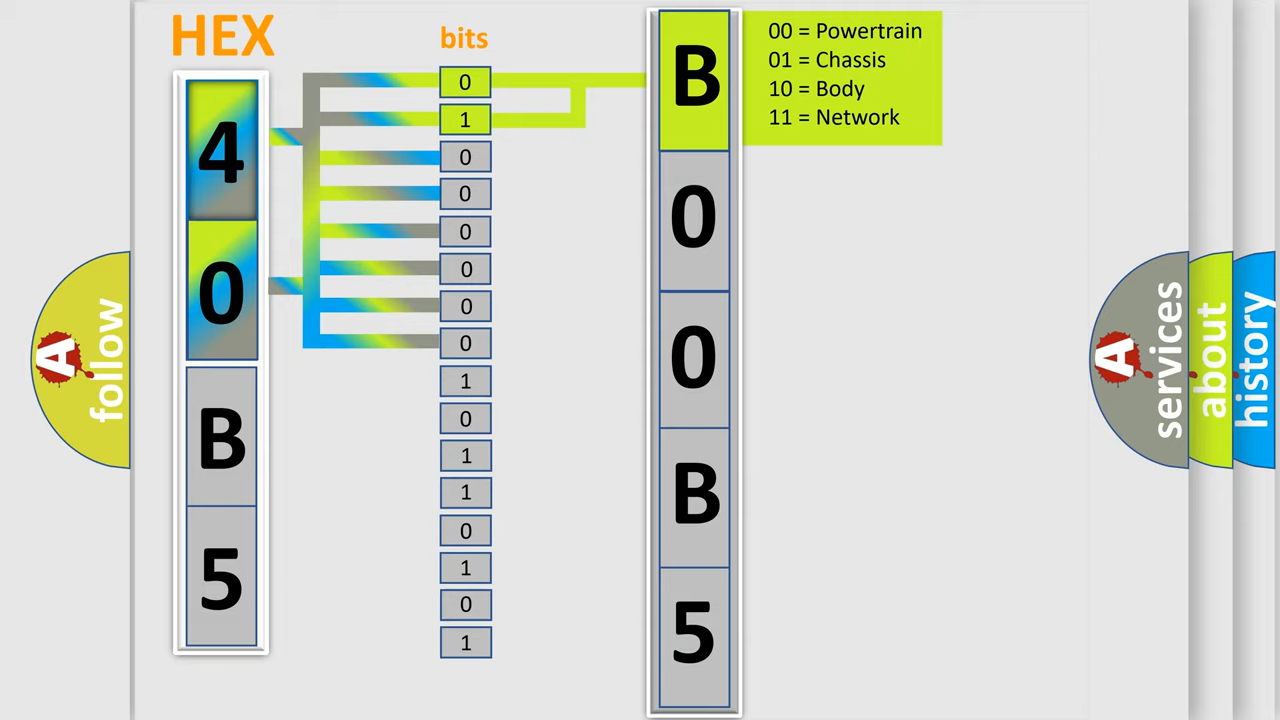 HEX
bits
4
0
B
5
0
1
0
0
0
0
0
0
1
0
1
1
0
1
0
1
B
0
0
B
5
00 = Powertrain
01 = Chassis
10 = Body
11 = Network
A
follow
A
services
about
history